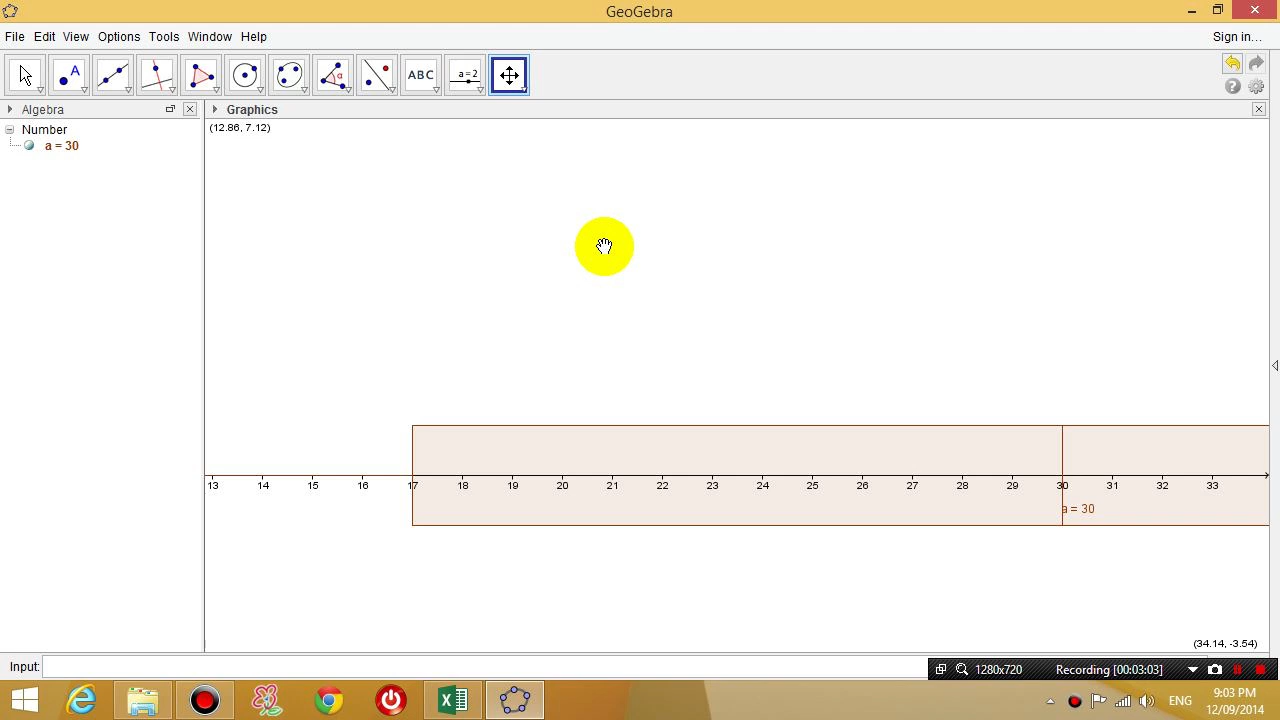 GeoGebra
File Edit View Options Tools Window Help Sign in...
A α ABC a = 2
Algebra Graphics
Number
a = 30
(12.86, 7.12)
13 14 15 16 17 18 19 20 21 22 23 24 25 26 27 28 29 30 31 32 33
a = 30
(34.14, -3.54)
Input:
1280x720 Recording [00:03:03]
ENG 9:03 PM
12/09/2014